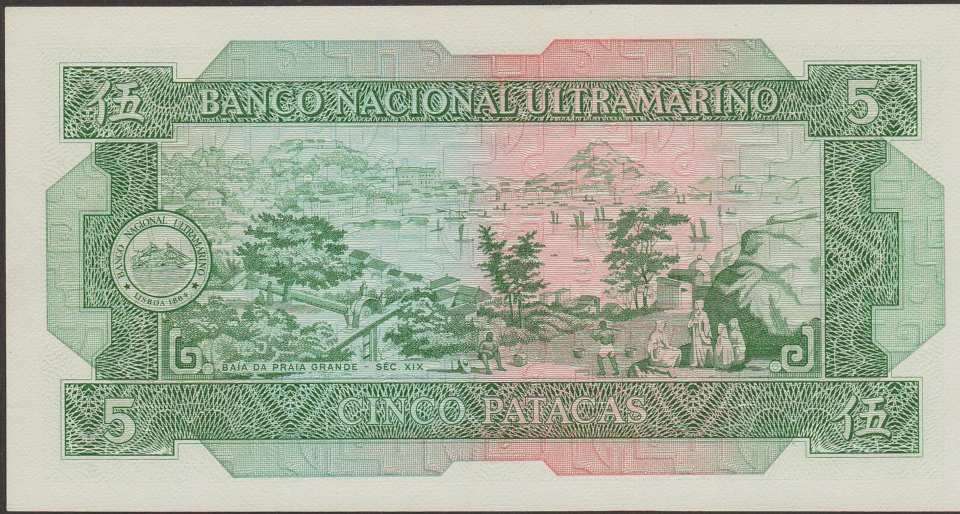 伍 BANCO NACIONAL ULTRAMARINO 5
BANCO NACIONAL ULTRAMARINO
★ LISBOA 1864 ★
BAÍA DA PRAIA GRANDE - SÉC. XIX
5 CINCO PATACAS 伍